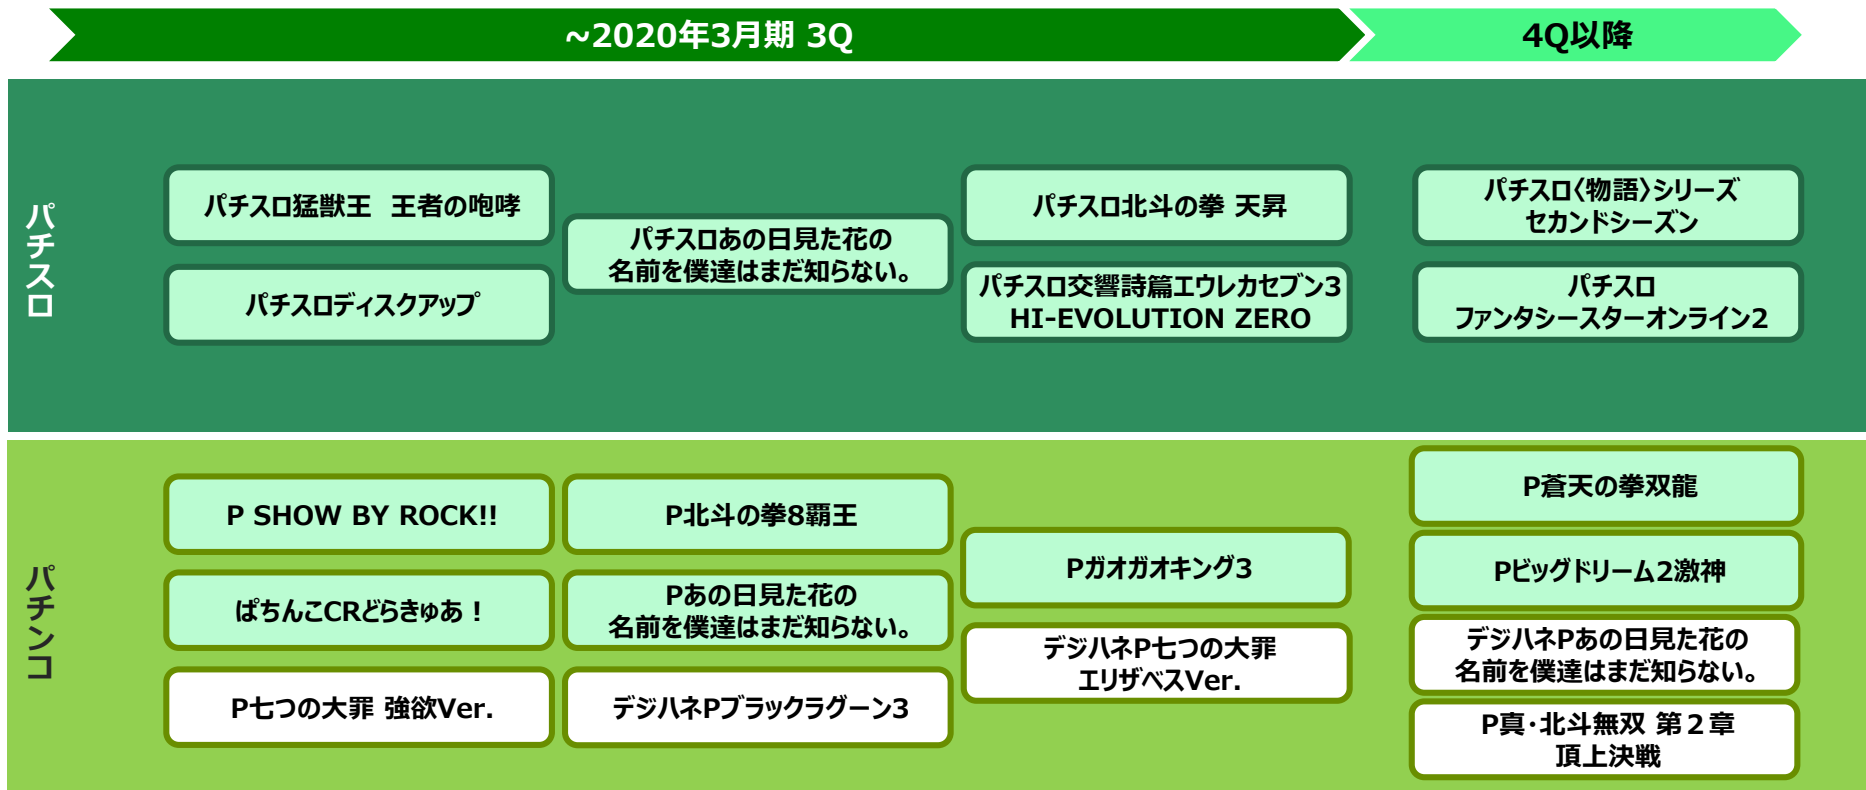 ~2020年3月期 3Q
4Q以降
パチスロ
パチスロ猛獣王 王者の咆哮
パチスロディスクアップ
パチスロあの日見た花の
名前を僕達はまだ知らない。
パチスロ北斗の拳 天昇
パチスロ交響詩篇エウレカセブン3
HI-EVOLUTION ZERO
パチスロ〈物語〉シリーズ
セカンドシーズン
パチスロ
ファンタシースターオンライン2
パチンコ
P SHOW BY ROCK!!
ぱちんこCRどらきゅあ！
P七つの大罪 強欲Ver.
P北斗の拳8覇王
Pあの日見た花の
名前を僕達はまだ知らない。
デジハネPブラックラグーン3
Pガオガオキング3
デジハネP七つの大罪
エリザベスVer.
P蒼天の拳双龍
Pビッグドリーム2激神
デジハネPあの日見た花の
名前を僕達はまだ知らない。
P真･北斗無双 第２章
頂上決戦